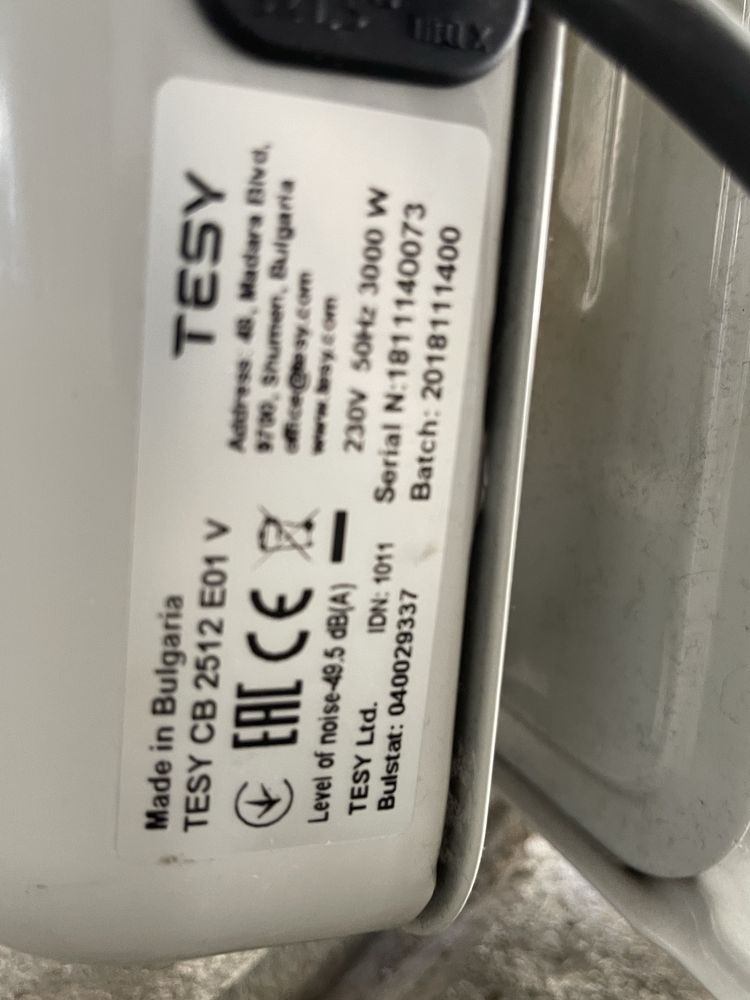 Made in Bulgaria
TESY CB 2512 E01 V
EAC CE
Level of noise-49.5 dB(A)
TESY Ltd. IDN: 1011
Bulstat: 040029337
TESY
Address: 48, Madara Blvd,
9700, Shumen, Bulgaria
office@tesy.com
www.tesy.com
230V 50Hz 3000 W
Serial N:1811140073
Batch: 2018111400
max